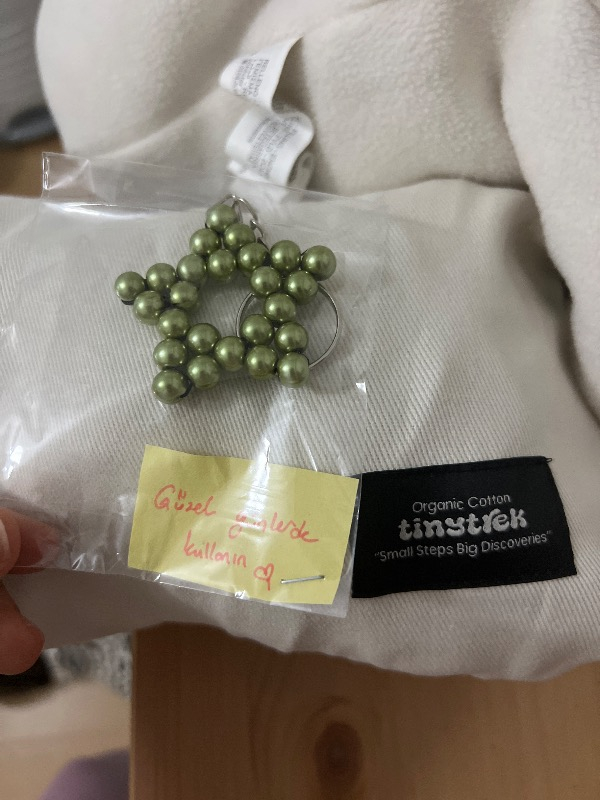 Güzel günlerde
kullanın
Organic Cotton
tinytrek
"Small Steps Big Discoveries"